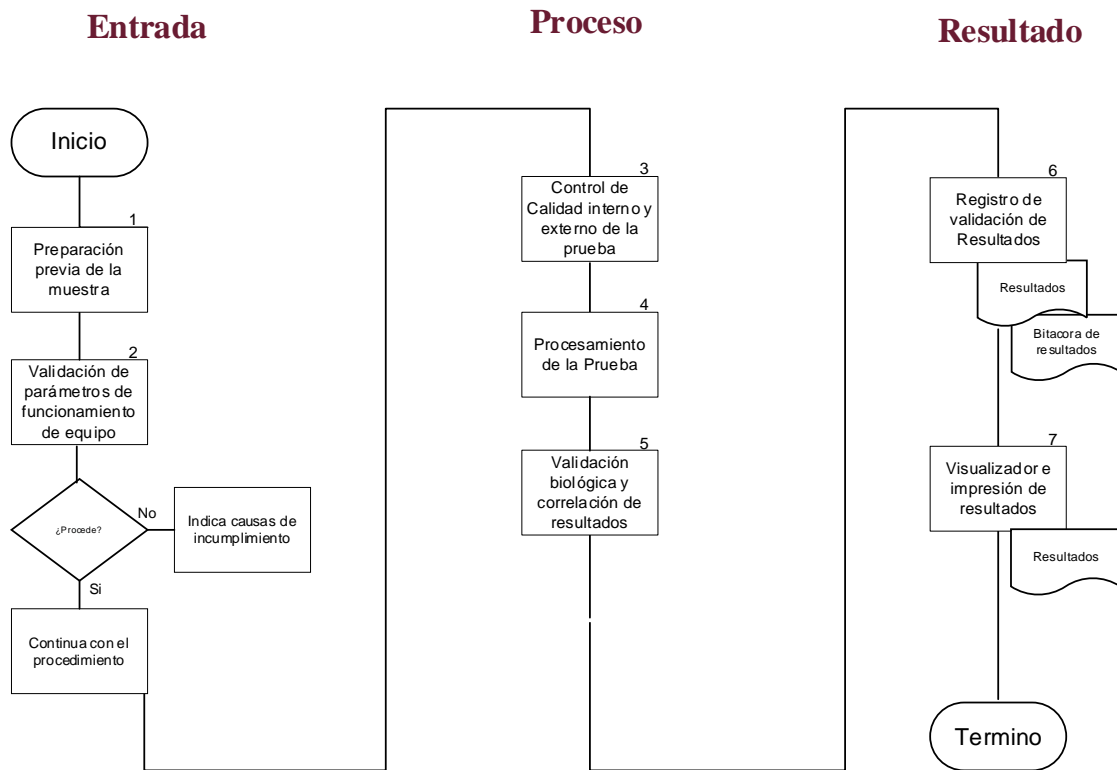 Entrada
Inicio
1
Preparación
previa de la
muestra
2
Validación de
parámetros de
funcionamiento
de equipo
¿Procede?
No
Indica causas de
incumplimiento
Si
Continua con el
procedimiento
Proceso
3
Control de
Calidad interno y
externo de la
prueba
4
Procesamiento
de la Prueba
5
Validación
biológica y
correlación de
resultados
Resultado
6
Registro de
validación de
Resultados
Resultados
Bitacora de
resultados
7
Visualizador e
impresión de
resultados
Resultados
Termino